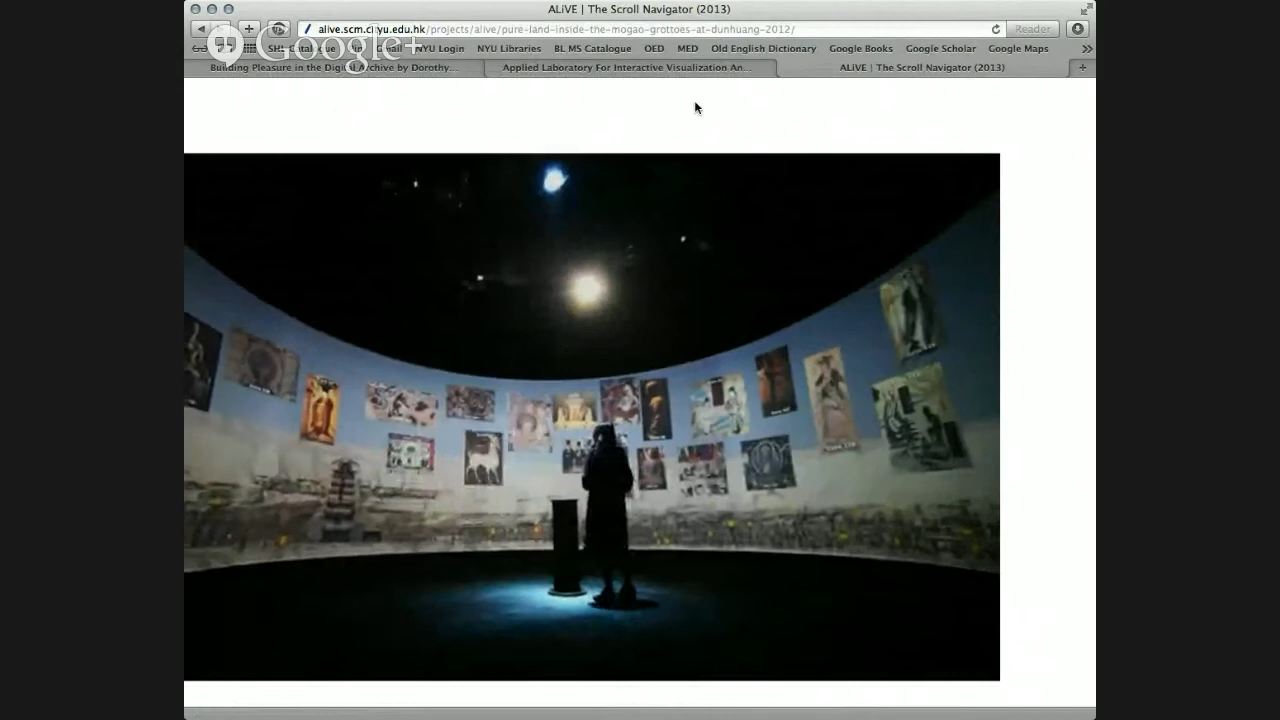 ALiVE | The Scroll Navigator (2013)
alive.scm.cityu.edu.hk/projects/alive/pure-land-inside-the-mogao-grottoes-at-dunhuang-2012/
Reader
Google+
NYU Login
NYU Libraries
BL MS Catalogue
OED
MED
Old English Dictionary
Google Books
Google Scholar
Google Maps
Building Pleasure in the Digital Archive by Dorothy...
Applied Laboratory For Interactive Visualization An...
ALiVE | The Scroll Navigator (2013)